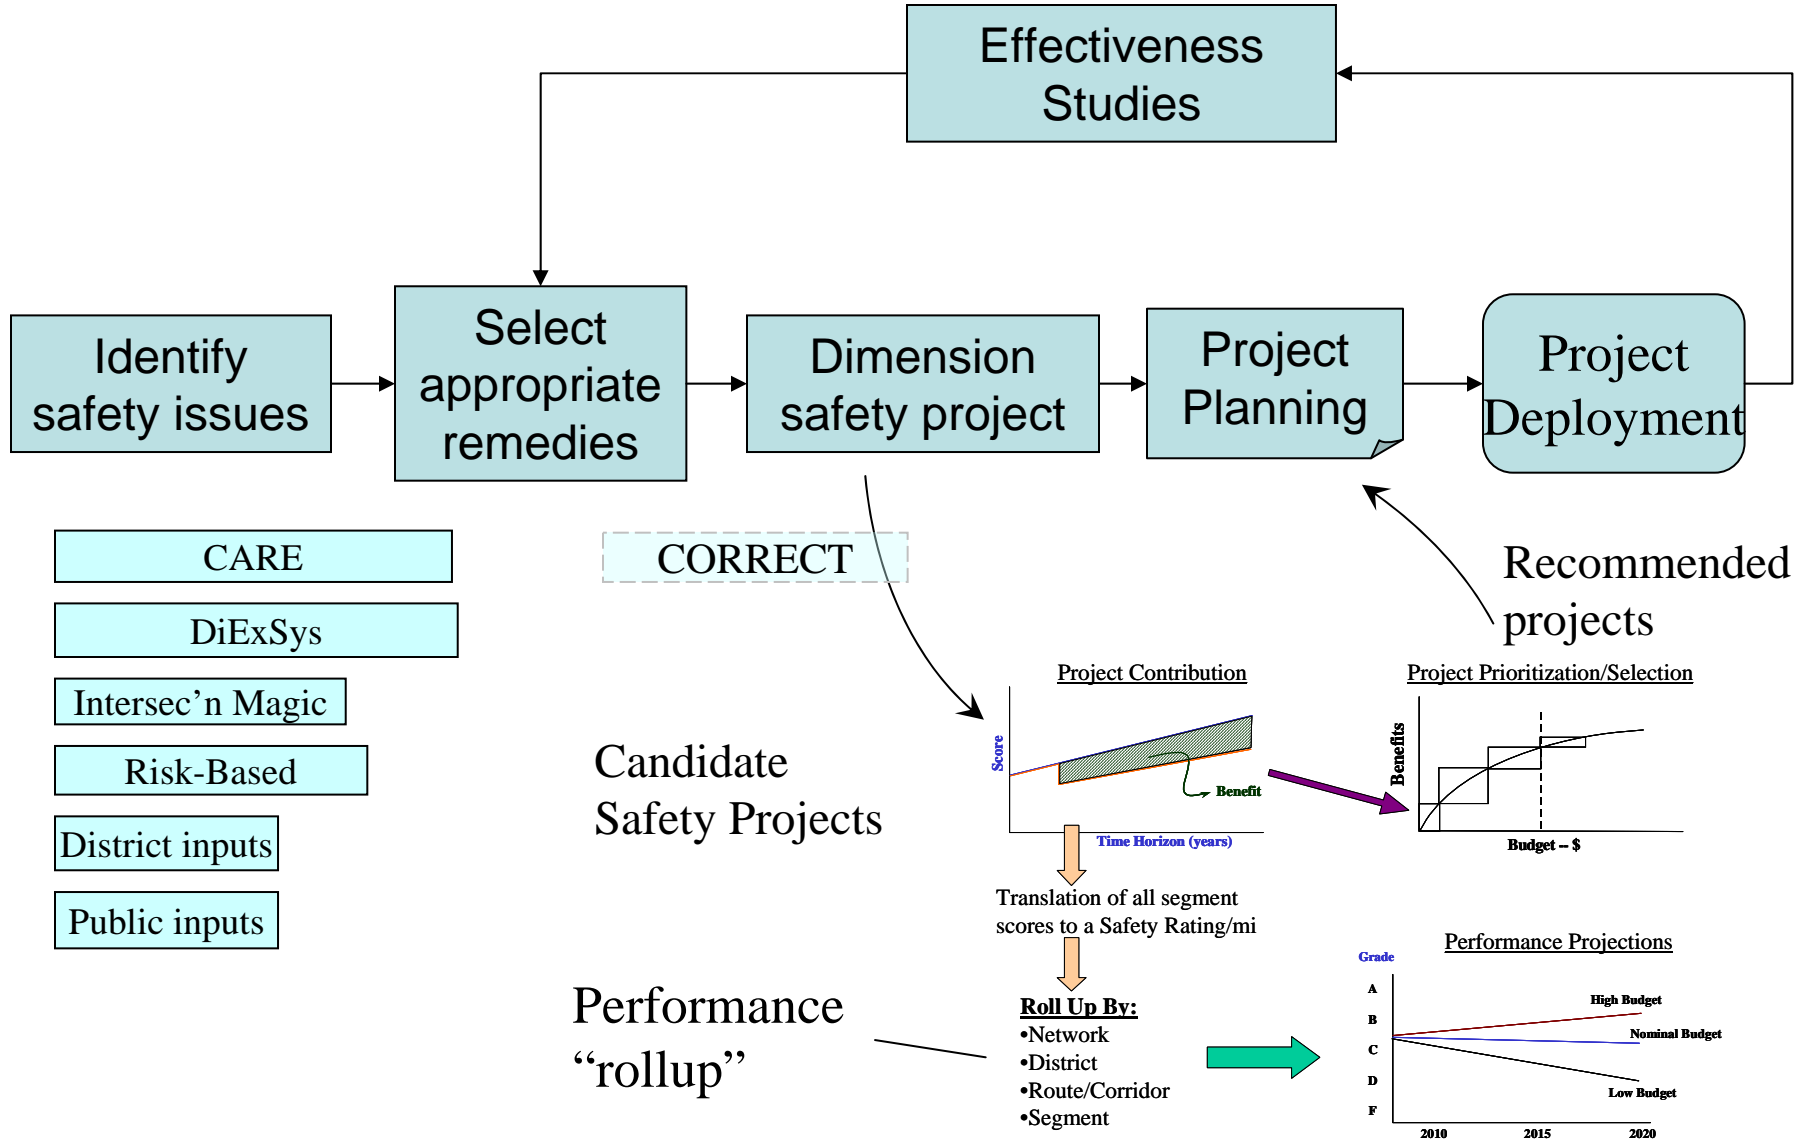 Effectiveness
Studies
Identify
safety issues
Select
appropriate
remedies
Dimension
safety project
Project
Planning
Project
Deployment
CARE
DiExSys
Intersec’n Magic
Risk-Based
District inputs
Public inputs
CORRECT
Recommended
projects
Candidate
Safety Projects
Project Contribution
Score
Benefit
Time Horizon (years)
Project Prioritization/Selection
Benefits
Budget -- $
Translation of all segment
scores to a Safety Rating/mi
Performance
“rollup”
Roll Up By:
•Network
•District
•Route/Corridor
•Segment
Performance Projections
Grade
A
B
C
D
F
High Budget
Nominal Budget
Low Budget
2010 2015 2020